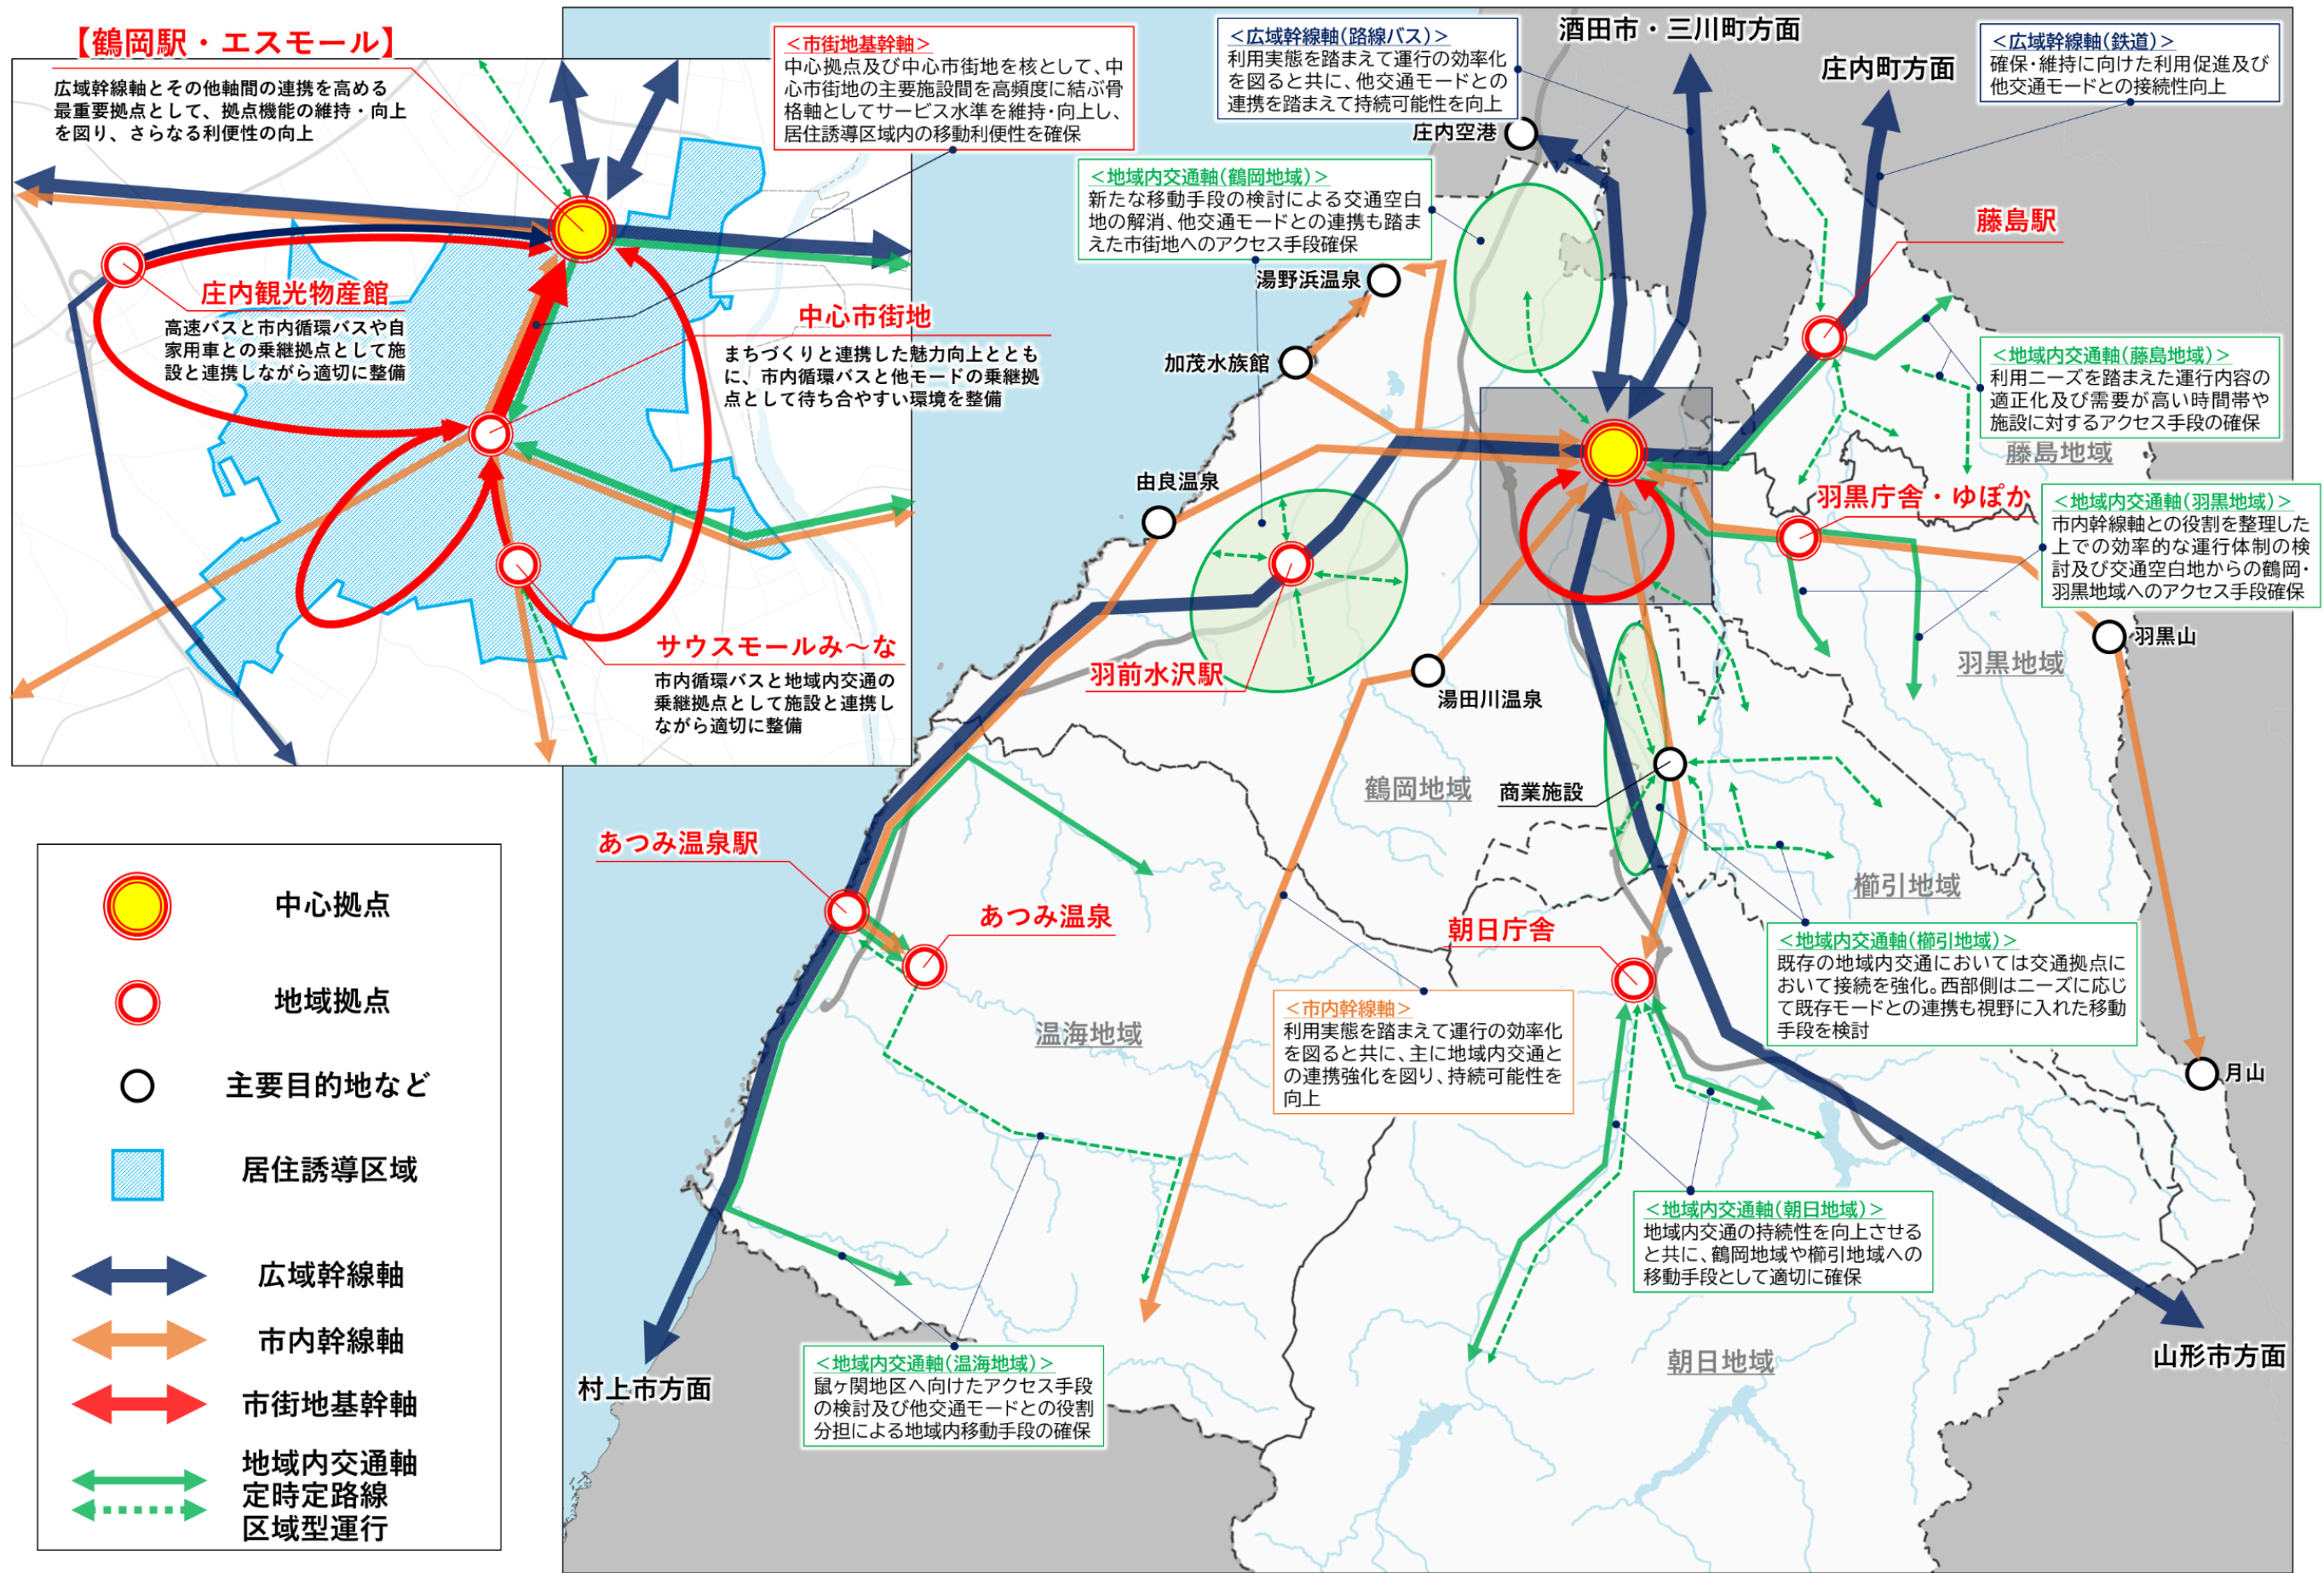 【鶴岡駅・エスモール】
広域幹線軸とその他軸間の連携を高める
最重要拠点として、拠点機能の維持・向上
を図り、さらなる利便性の向上
庄内観光物産館
高速バスと市内循環バスや自
家用車との乗継拠点として施
設と連携しながら適切に整備
中心市街地
まちづくりと連携した魅力向上ととも
に、市内循環バスと他モードの乗継拠
点として待ち合やすい環境を整備
サウスモールみ～な
市内循環バスと地域内交通の
乗継拠点として施設と連携し
ながら適切に整備
＜市街地基幹軸＞
中心拠点及び中心市街地を核として、中
心市街地の主要施設間を高頻度に結ぶ骨
格軸としてサービス水準を維持・向上し、
居住誘導区域内の移動利便性を確保
＜広域幹線軸(路線バス)＞
利用実態を踏まえて運行の効率化
を図ると共に、他交通モードとの
連携を踏まえて持続可能性を向上
酒田市・三川町方面
庄内町方面
＜広域幹線軸(鉄道)＞
確保・維持に向けた利用促進及び
他交通モードとの接続性向上
庄内空港
＜地域内交通軸(鶴岡地域)＞
新たな移動手段の検討による交通空白
地の解消、他交通モードとの連携も踏ま
えた市街地へのアクセス手段確保
藤島駅
湯野浜温泉
加茂水族館
＜地域内交通軸(藤島地域)＞
利用ニーズを踏まえた運行内容の
適正化及び需要が高い時間帯や
施設に対するアクセス手段の確保
藤島地域
由良温泉
羽黒庁舎・ゆぽか
＜地域内交通軸(羽黒地域)＞
市内幹線軸との役割を整理した
上での効率的な運行体制の検
討及び交通空白地からの鶴岡・
羽黒地域へのアクセス手段確保
羽黒山
羽黒地域
羽前水沢駅
湯田川温泉
鶴岡地域
商業施設
あつみ温泉駅
あつみ温泉
朝日庁舎
櫛引地域
＜地域内交通軸(櫛引地域)＞
既存の地域内交通においては交通拠点に
おいて接続を強化。西部側はニーズに応じ
て既存モードとの連携も視野に入れた移動
手段を検討
温海地域
＜市内幹線軸＞
利用実態を踏まえて運行の効率化
を図ると共に、主に地域内交通と
の連携強化を図り、持続可能性を
向上
月山
＜地域内交通軸(朝日地域)＞
地域内交通の持続性を向上させる
と共に、鶴岡地域や櫛引地域への
移動手段として適切に確保
朝日地域
山形市方面
村上市方面
＜地域内交通軸(温海地域)＞
鼠ヶ関地区へ向けたアクセス手段
の検討及び他交通モードとの役割
分担による地域内移動手段の確保
中心拠点
地域拠点
主要目的地など
居住誘導区域
広域幹線軸
市内幹線軸
市街地基幹軸
地域内交通軸
定時定路線
区域型運行